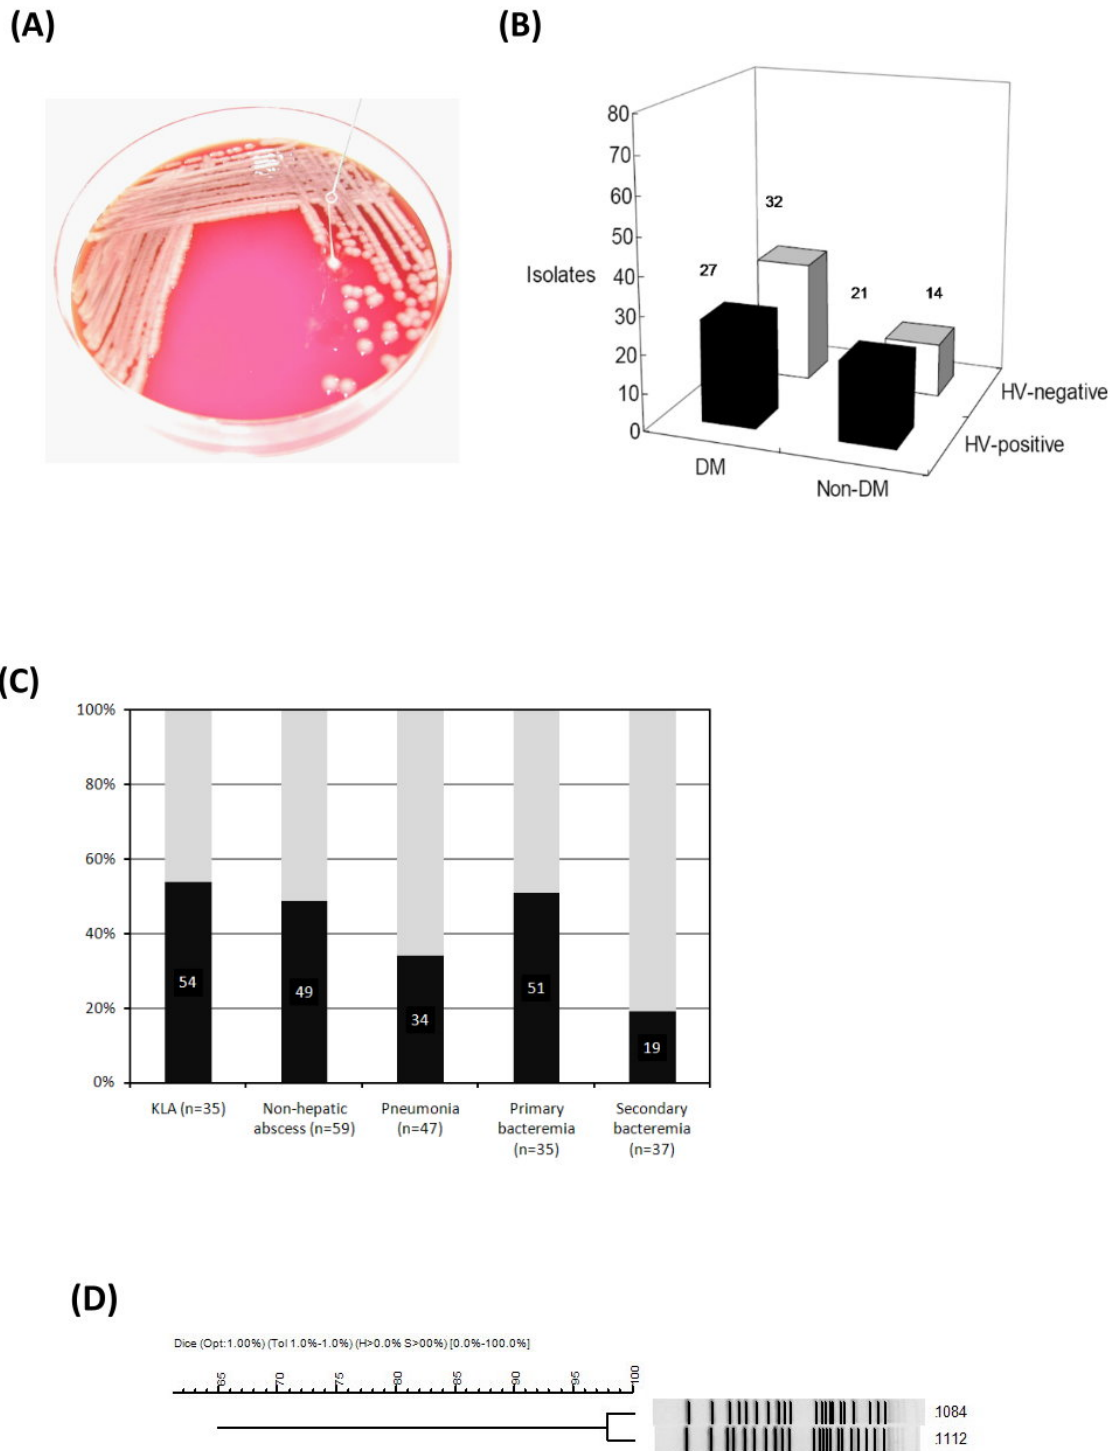 (A)
(B)
80
70
60
50
40
30
20
10
0
Isolates
27
32
21
14
DM
Non-DM
HV-negative
HV-positive
(C)
100%
80%
60%
40%
20%
0%
54
49
34
51
19
KLA (n=35)
Non-hepatic
abscess (n=59)
Pneumonia
(n=47)
Primary
bacteremia
(n=35)
Secondary
bacteremia
(n=37)
(D)
Dice (Opt:1.00%) (Tol 1.0%-1.0%) (H>0.0% S>00%) [0.0%-100.0%]
65
70
75
80
85
90
95
100
1084
1112